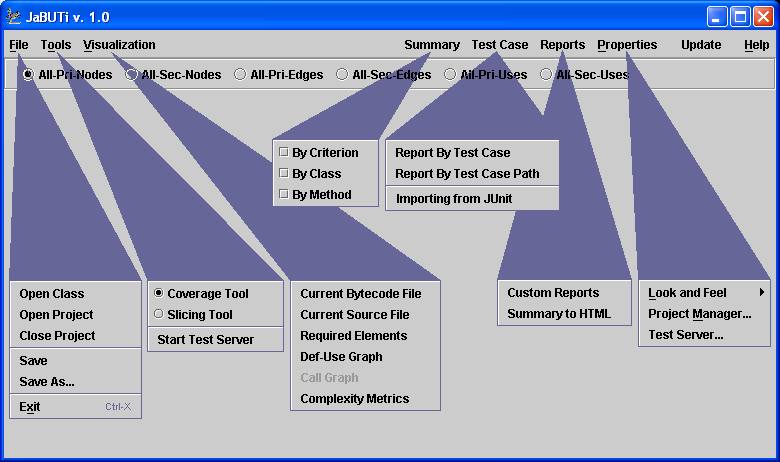 JaBUTi v. 1.0
File Tools Visualization Summary Test Case Reports Properties Update Help
All-Pri-Nodes All-Sec-Nodes All-Pri-Edges All-Sec-Edges All-Pri-Uses All-Sec-Uses
By Criterion
By Class
By Method
Report By Test Case
Report By Test Case Path
Importing from JUnit
Open Class
Open Project
Close Project
Save
Save As...
Exit Ctrl-X
Coverage Tool
Slicing Tool
Start Test Server
Current Bytecode File
Current Source File
Required Elements
Def-Use Graph
Call Graph
Complexity Metrics
Custom Reports
Summary to HTML
Look and Feel
Project Manager...
Test Server...